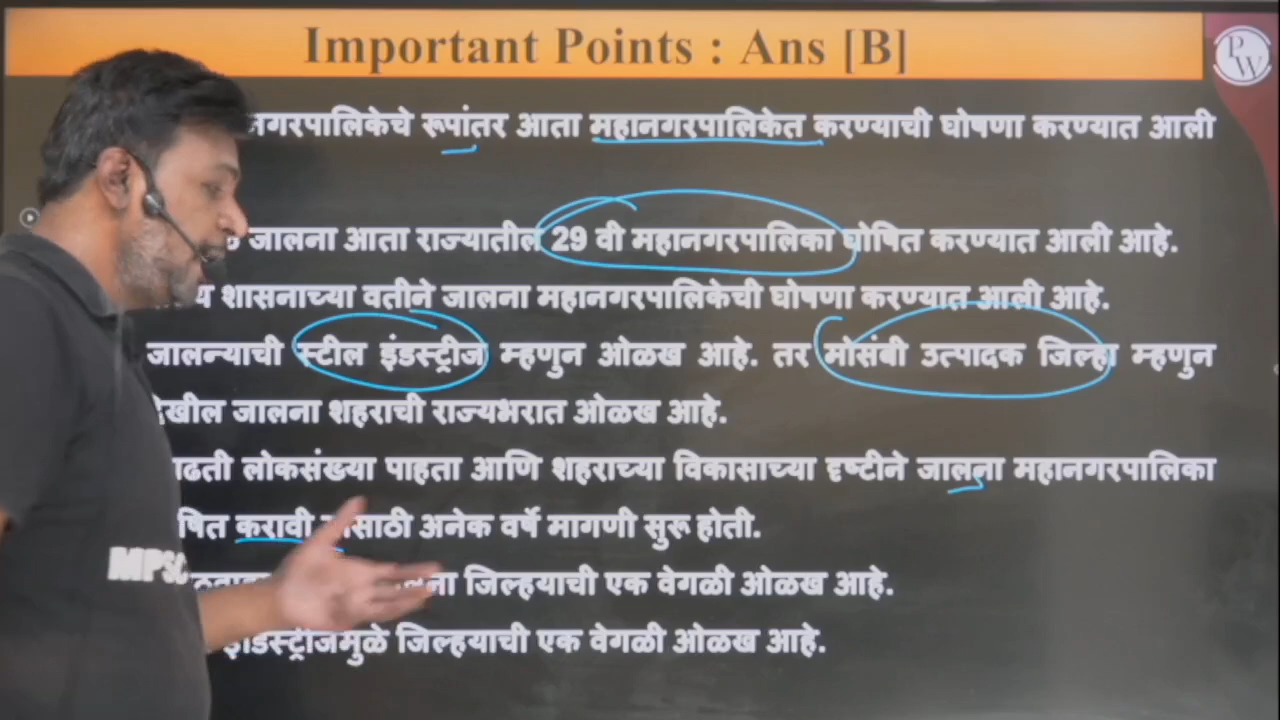 Important Points : Ans [B]
PW
नगरपालिकेचे रूपांतर आता महानगरपालिकेत करण्याची घोषणा करण्यात आली
जालना आता राज्यातील 29 वी महानगरपालिका घोषित करण्यात आली आहे.
शासनाच्या वतीने जालना महानगरपालिकेची घोषणा करण्यात आली आहे.
जालन्याची स्टील इंडस्ट्रीज म्हणुन ओळख आहे. तर मोसंबी उत्पादक जिल्हा म्हणुन
देखील जालना शहराची राज्यभरात ओळख आहे.
लोकसंख्या पाहता आणि शहराच्या विकासाच्या दृष्टीने जालना महानगरपालिका
करावी अनेक वर्षे मागणी सुरू होती.
जिल्हयाची एक वेगळी ओळख आहे.
इंडस्ट्रीजमुळे जिल्हयाची एक वेगळी ओळख आहे.
MPSC